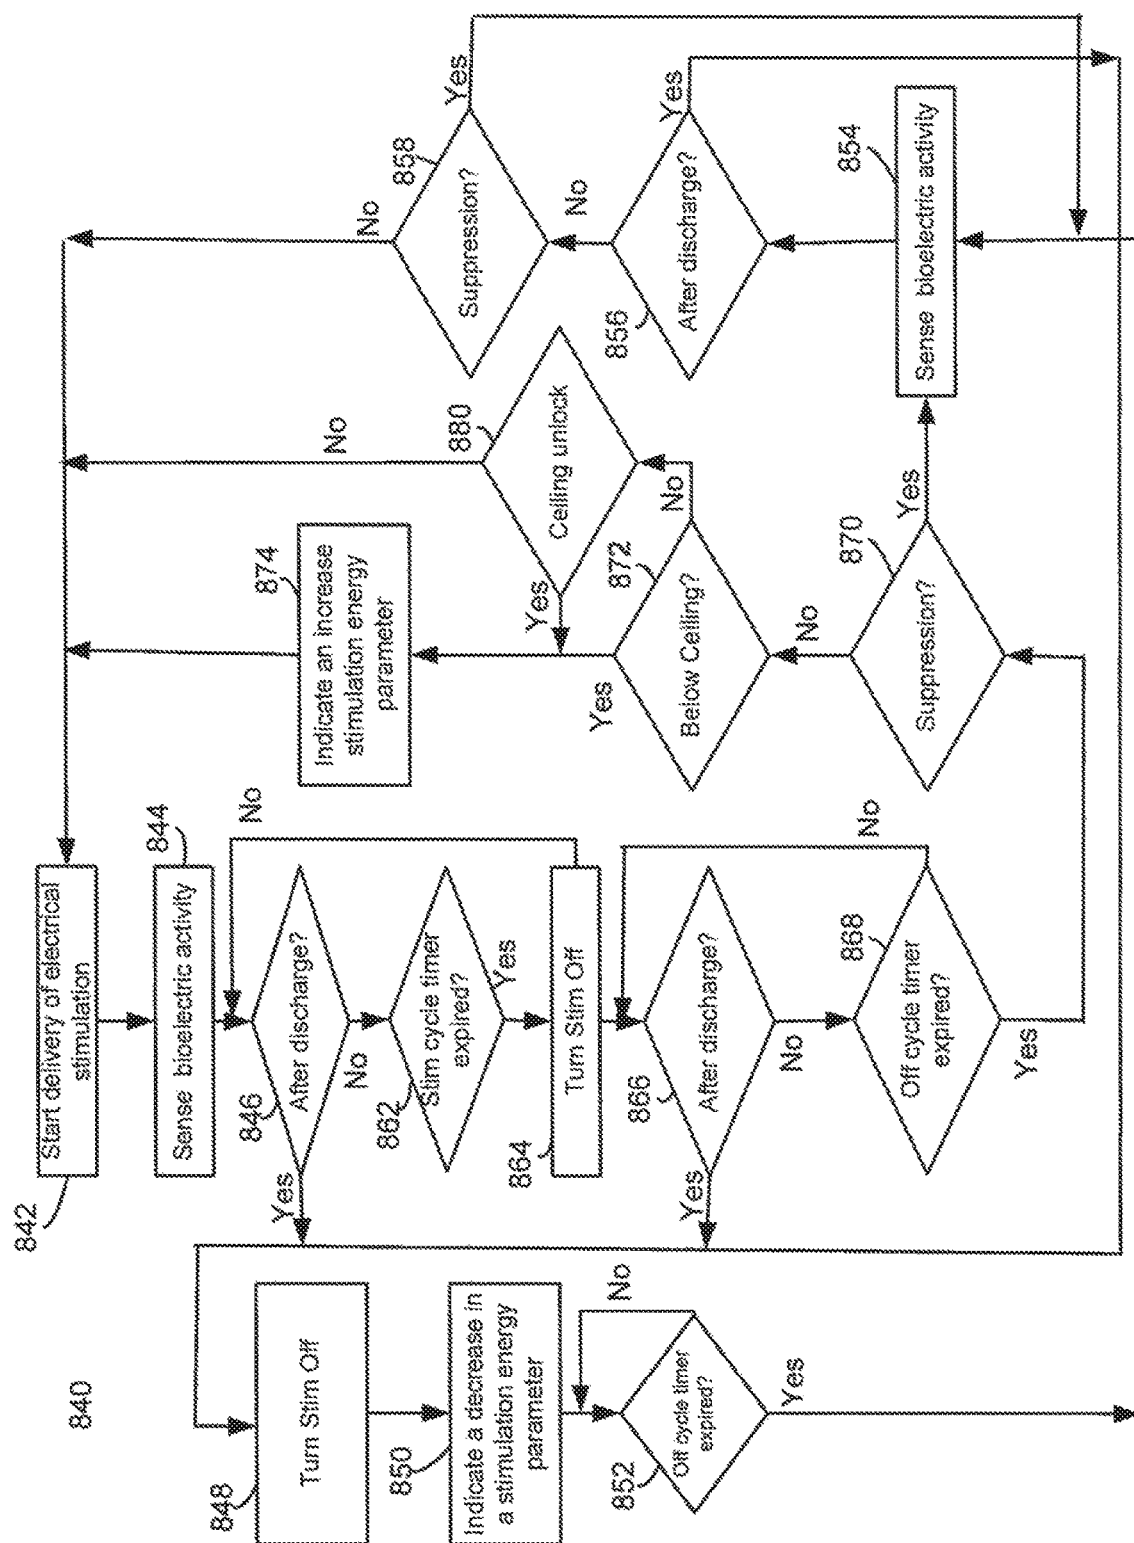 840
842
Start delivery of electrical
stimulation
844
Sense bioelectric activity
846
After discharge?
Yes
No
862
Stim cycle timer
expired?
No
Yes
864
Turn Stim Off
866
After discharge?
Yes
No
868
Off cycle timer
expired?
No
Yes
848
Turn Stim Off
850
Indicate a decrease in
a stimulation energy
parameter
852
Off cycle timer
expired?
No
Yes
874
Indicate an increase
stimulation energy
parameter
880
Ceiling unlock
No
Yes
872
Below Ceiling?
Yes
No
870
Suppression?
No
Yes
858
Suppression?
No
Yes
856
After discharge?
No
Yes
854
Sense bioelectric activity